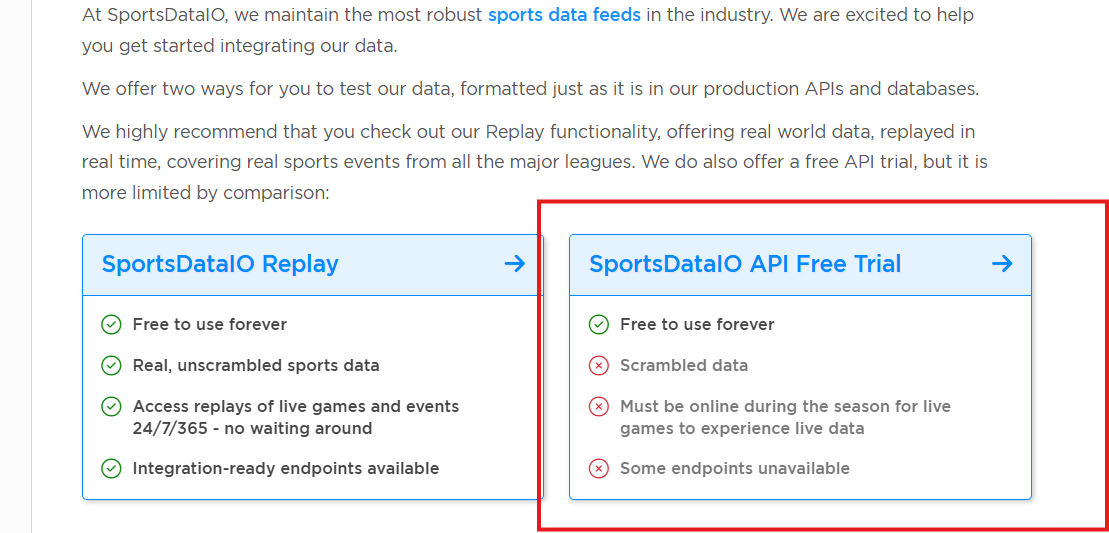 At SportsDataIO, we maintain the most robust sports data feeds in the industry. We are excited to help
you get started integrating our data.
We offer two ways for you to test our data, formatted just as it is in our production APIs and databases.
We highly recommend that you check out our Replay functionality, offering real world data, replayed in
real time, covering real sports events from all the major leagues. We do also offer a free API trial, but it is
more limited by comparison:
SportsDataIO Replay
Free to use forever
Real, unscrambled sports data
Access replays of live games and events
24/7/365 - no waiting around
Integration-ready endpoints available
SportsDataIO API Free Trial
Free to use forever
Scrambled data
Must be online during the season for live
games to experience live data
Some endpoints unavailable